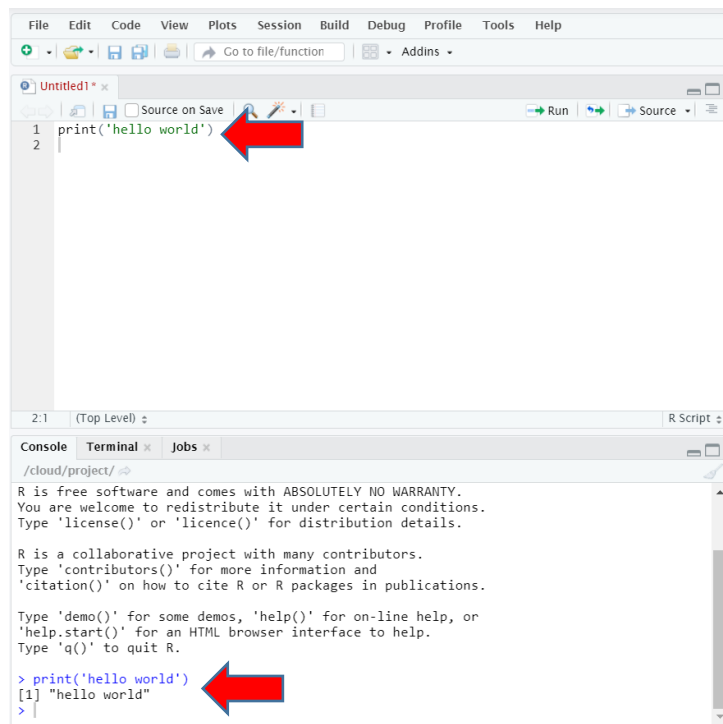 File Edit Code View Plots Session Build Debug Profile Tools Help
Go to file/function Addins
Untitled1*
Source on Save Run Source
1 print('hello world')
2
2:1 (Top Level) R Script
Console Terminal Jobs
/cloud/project/
R is free software and comes with ABSOLUTELY NO WARRANTY.
You are welcome to redistribute it under certain conditions.
Type 'license()' or 'licence()' for distribution details.
R is a collaborative project with many contributors.
Type 'contributors()' for more information and
'citation()' on how to cite R or R packages in publications.
Type 'demo()' for some demos, 'help()' for on-line help, or
'help.start()' for an HTML browser interface to help.
Type 'q()' to quit R.
> print('hello world')
[1] "hello world"
>